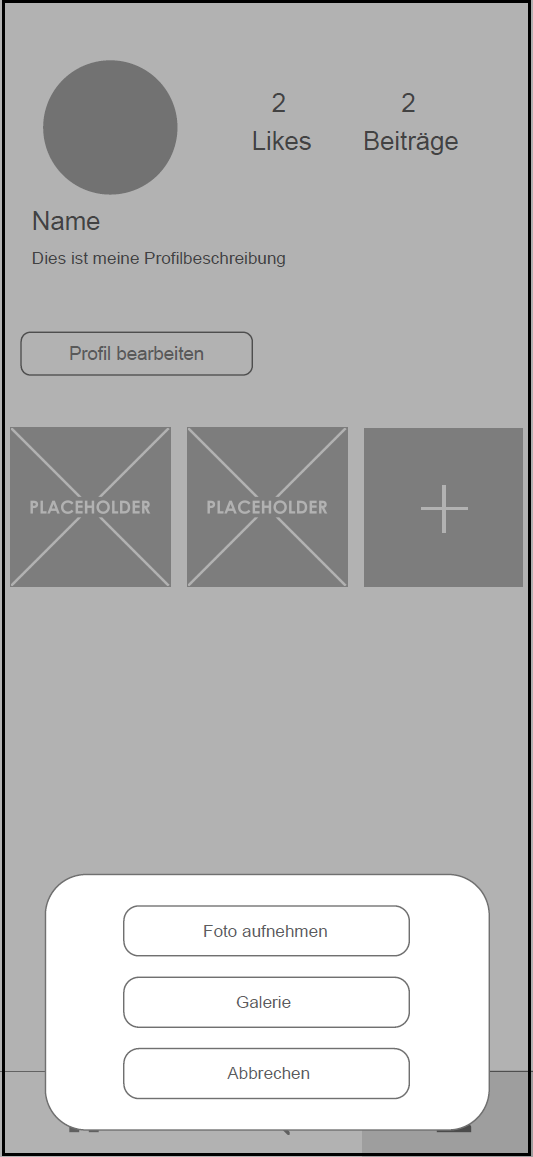 2 2
Likes Beiträge
Name
Dies ist meine Profilbeschreibung
Profil bearbeiten
PLACEHOLDER PLACEHOLDER
Foto aufnehmen
Galerie
Abbrechen